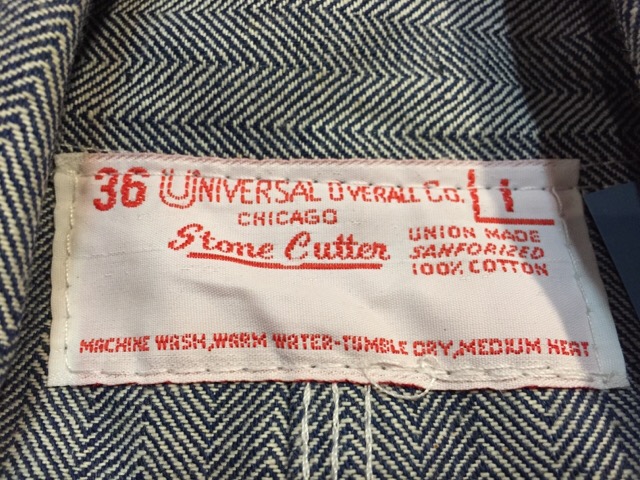 36 UNIVERSAL OVERALL CO.
CHICAGO
Stone Cutter
UNION MADE
SANFORIZED
100% COTTON
MACHINE WASH, WARM WATER-TUMBLE DRY, MEDIUM HEAT